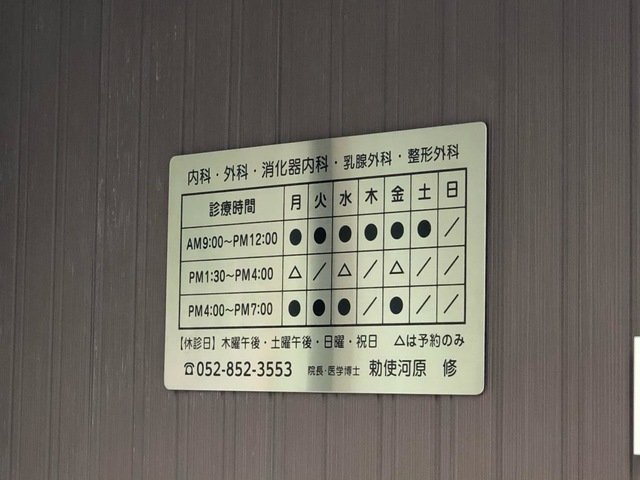 内科・外科・消化器内科・乳腺外科・整形外科
診療時間 月 火 水 木 金 土 日
AM9:00～PM12:00 ● ● ● ● ● ● ／
PM1:30～PM4:00 △ ／ △ ／ △ ／ ／
PM4:00～PM7:00 ● ● ● ／ ● ／ ／
【休診日】木曜午後・土曜午後・日曜・祝日 △は予約のみ
☎052-852-3553 院長・医学博士 勅使河原 修